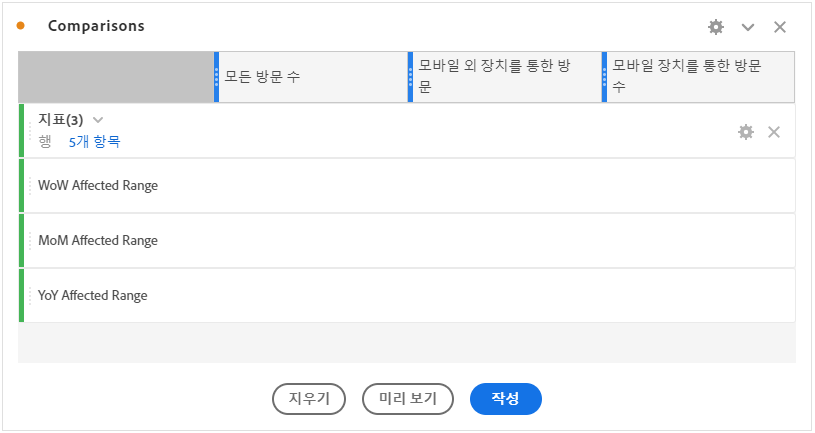 Comparisons
모든 방문 수
모바일 외 장치를 통한 방
문
모바일 장치를 통한 방문
수
지표(3)
행 5개 항목
WoW Affected Range
MoM Affected Range
YoY Affected Range
지우기 미리 보기 작성